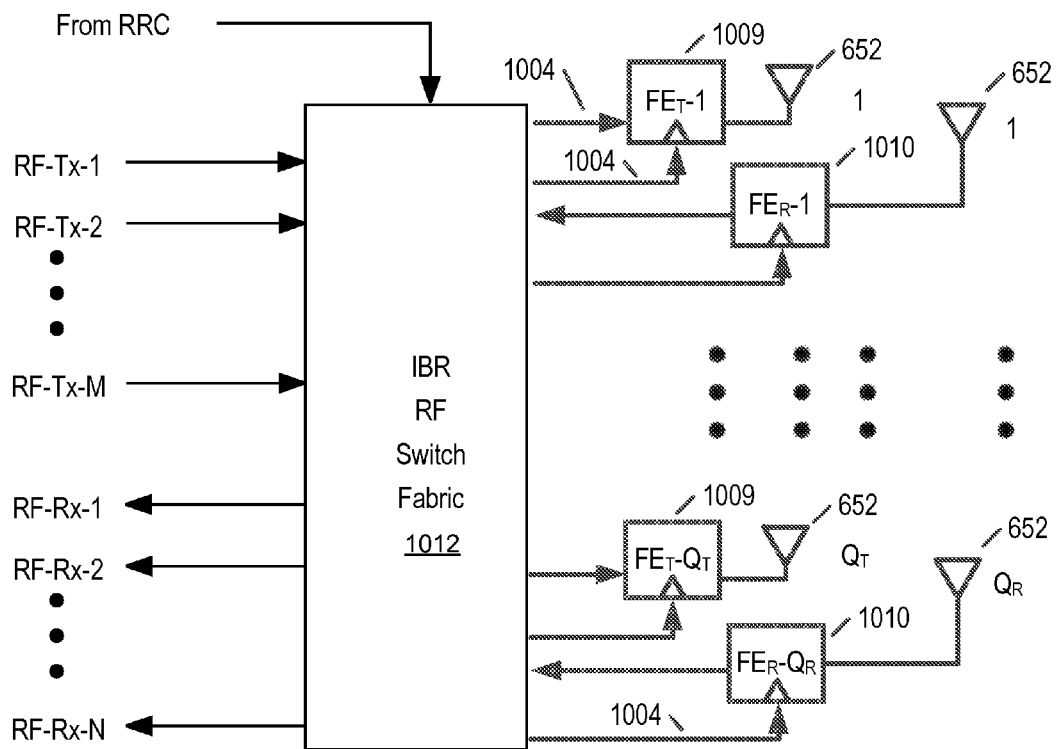 From RRC
1009
652
652
1004
FET-1
1
1
RF-Tx-1
1004
1010
RF-Tx-2
FER-1
RF-Tx-M
IBR
RF
Switch
Fabric
1012
RF-Rx-1
1009
652
652
RF-Rx-2
FET-QT
QT
QR
1010
FER-QR
RF-Rx-N
1004